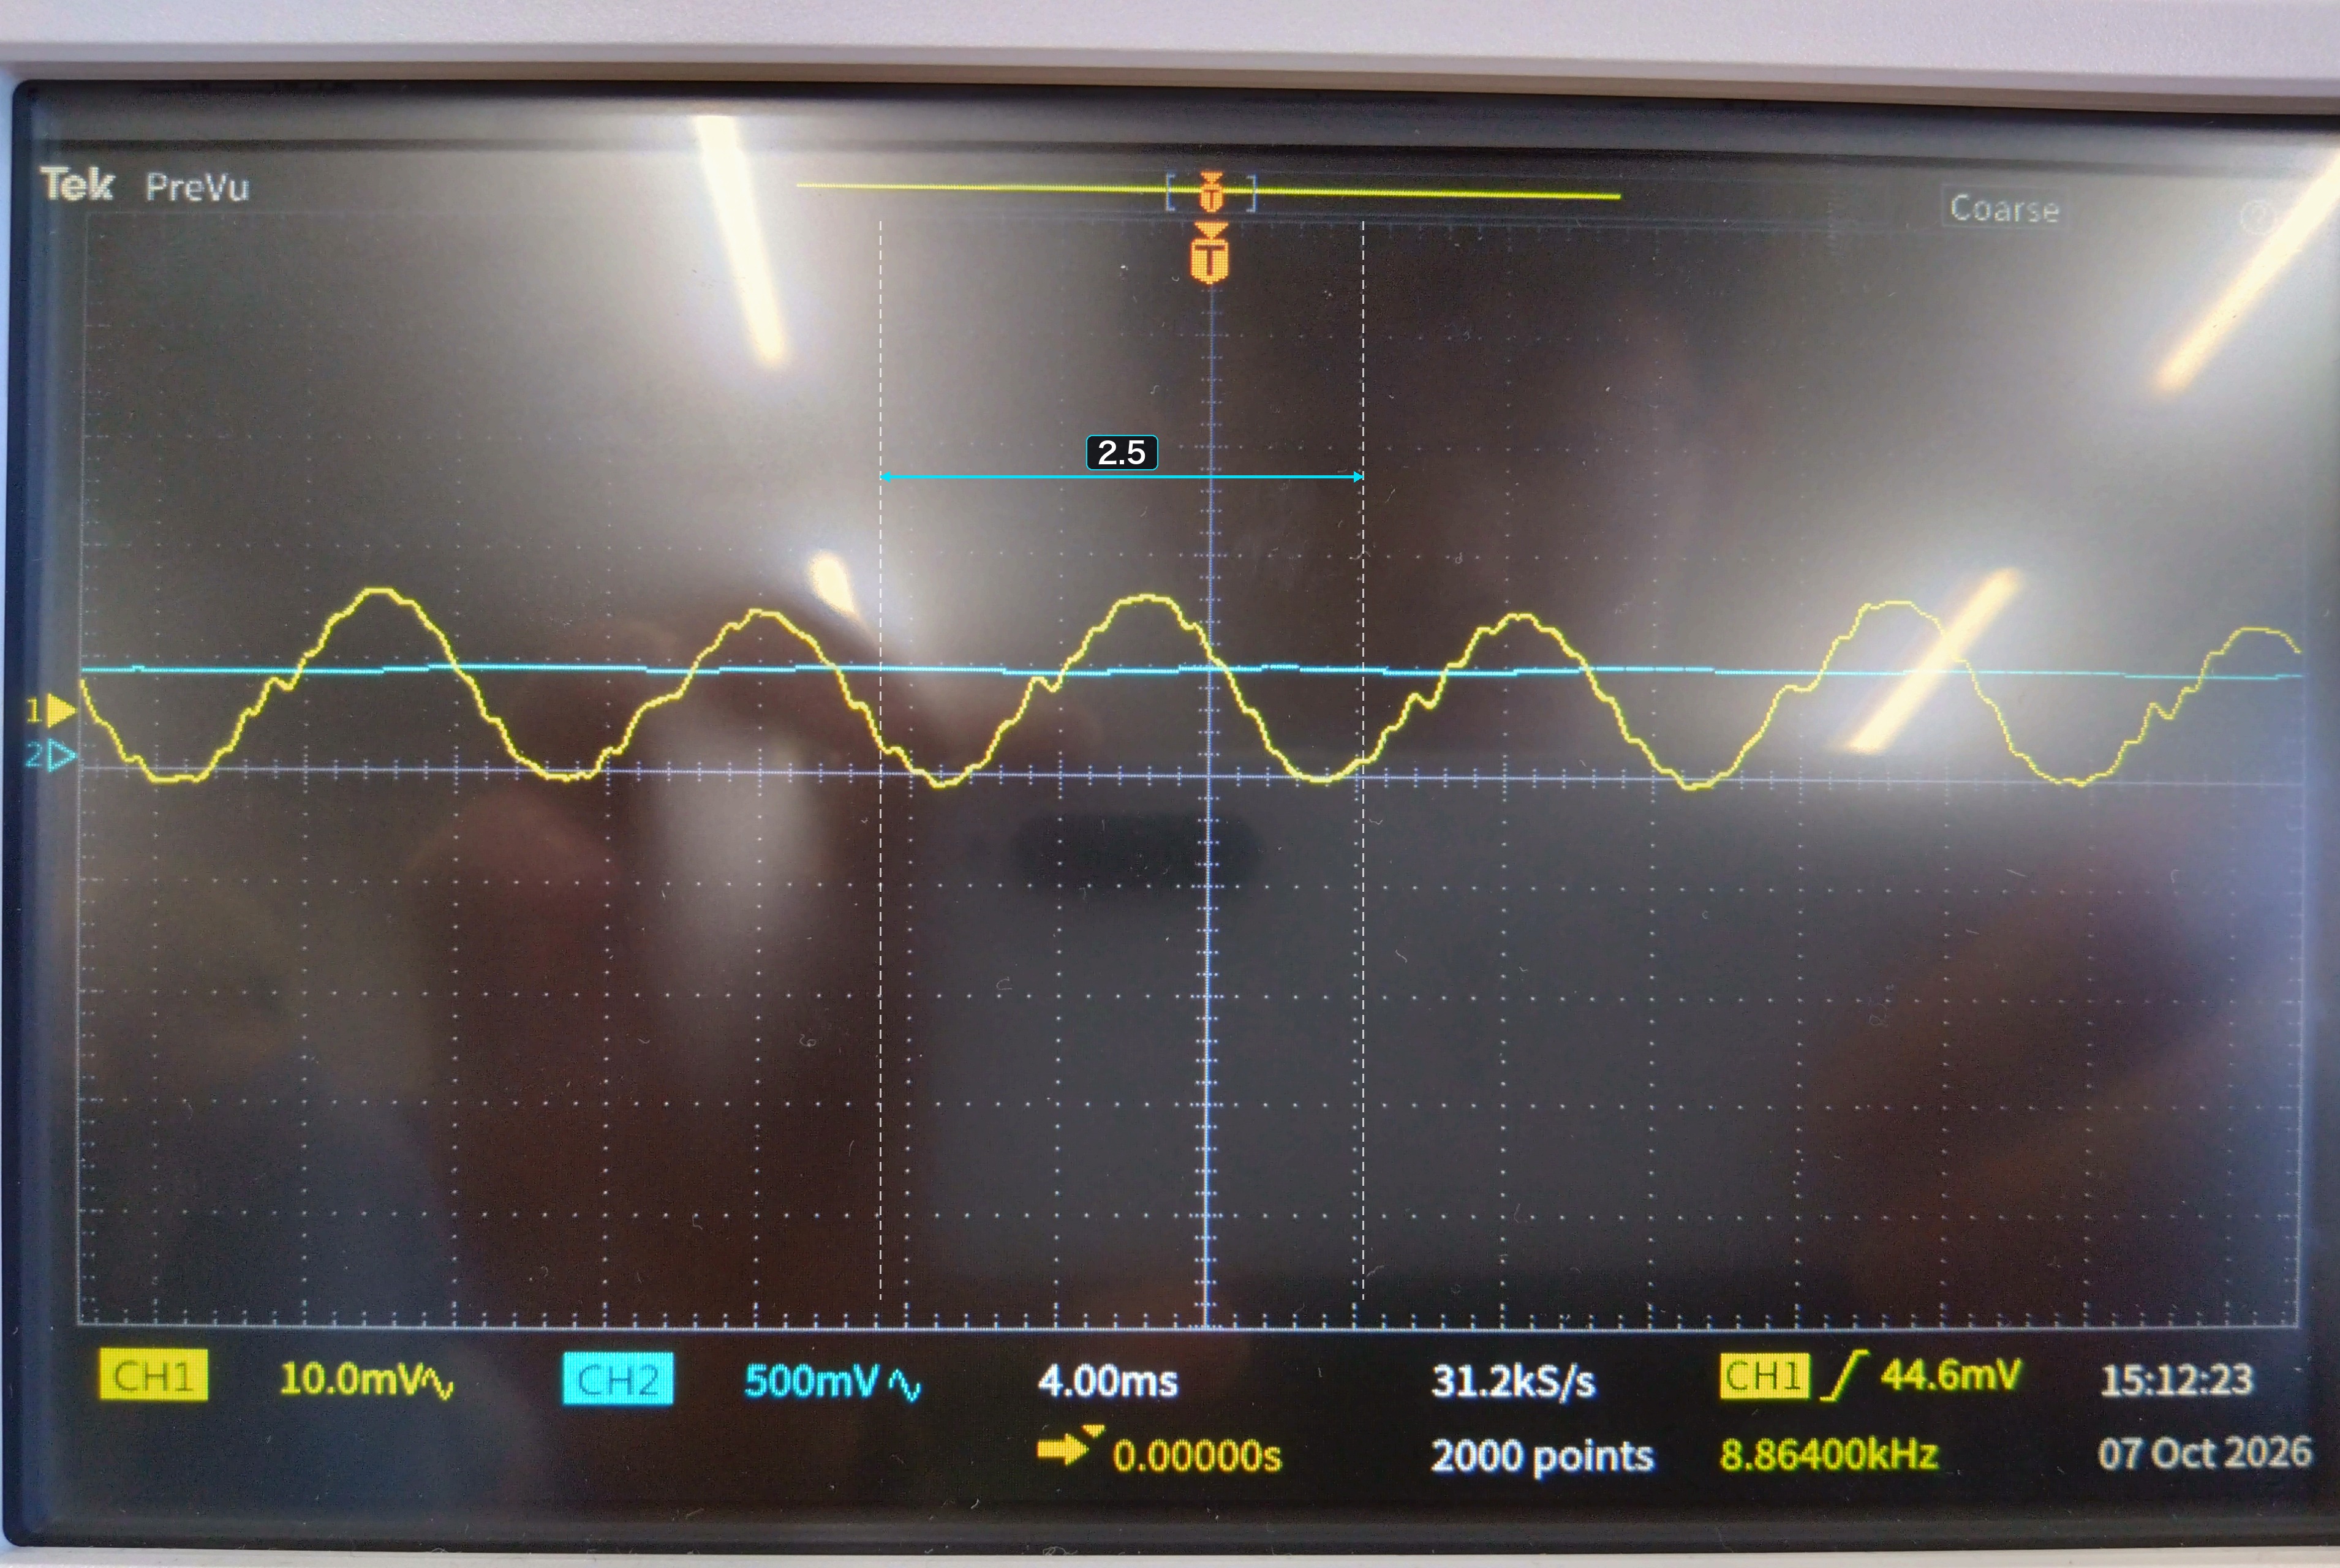 Tek PreVu
T
Coarse
T
2.5
1
2
CH1 10.0mV CH2 500mV 4.00ms 31.2kS/s CH1 44.6mV 15:12:23
0.00000s 2000 points 8.86400kHz 07 Oct 2026